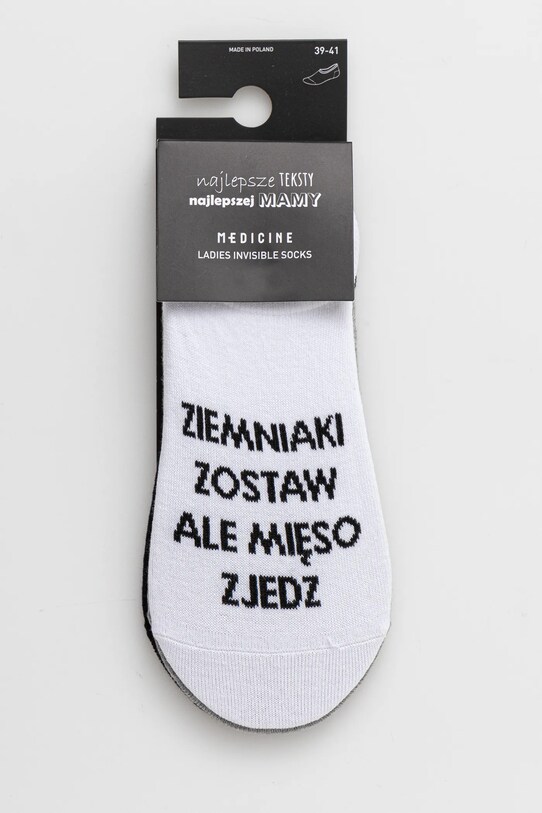 MADE IN POLAND
39-41
najlepsze TEKSTY
najlepszej MAMY
MEDICINE
LADIES INVISIBLE SOCKS
ZIEMNIAKI
ZOSTAW
ALE MIĘSO
ZJEDZ